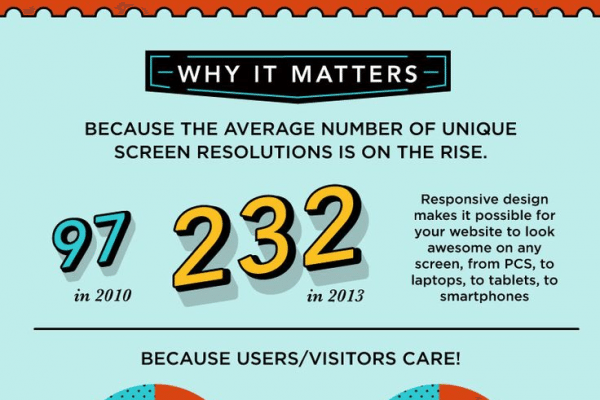 WHY IT MATTERS
BECAUSE THE AVERAGE NUMBER OF UNIQUE
SCREEN RESOLUTIONS IS ON THE RISE.
97
in 2010
232
in 2013
Responsive design
makes it possible for
your website to look
awesome on any
screen, from PCS, to
laptops, to tablets, to
smartphones
BECAUSE USERS/VISITORS CARE!